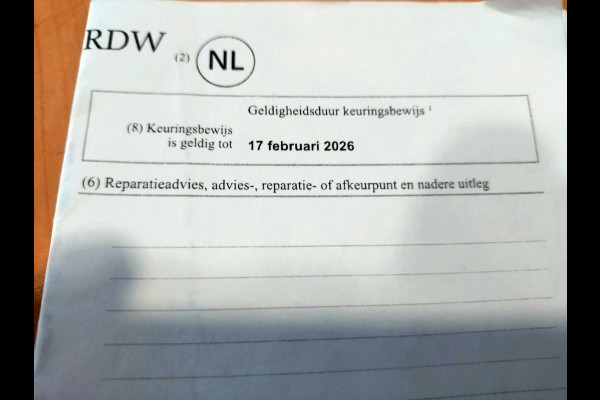 RDW (2) NL
Geldigheidsduur keuringsbewijs ¹
(8) Keuringsbewijs
is geldig tot 17 februari 2026
(6) Reparatieadvies, advies-, reparatie- of afkeurpunt en nadere uitleg